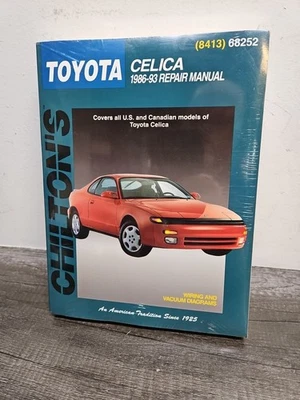 (8413) 68252
TOYOTA
CELICA
1986-93 REPAIR MANUAL
Covers all U.S. and Canadian models of
Toyota Celica
CHILTON'S
WIRING AND
VACUUM DIAGRAMS
An American Tradition Since 1925